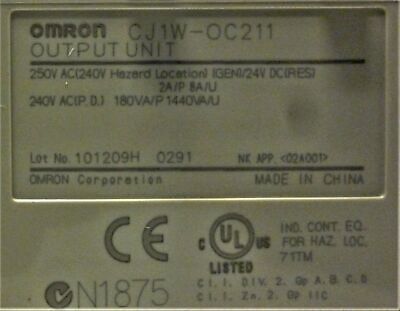 OMRON CJ1W-OC211
OUTPUT UNIT
250V AC(240V Hazard Location) (GEN)/24V DC(RES)
2A/P 8A/U
240V AC(P.D.) 180VA/P 1440VA/U
Lot No. 101209H 0291 NK APP. <02A001>
OMRON Corporation MADE IN CHINA
CE
C UL US
LISTED
IND. CONT. EQ.
FOR HAZ. LOC.
71TM
N1875
Cl.I. DIV. 2. Gp A.B.C.D
Cl.I. Zn. 2. Gp IIC